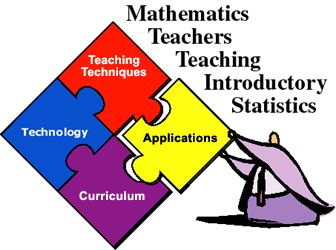 Mathematics
Teachers
Teaching
Introductory
Statistics
Teaching
Techniques
Technology
Applications
Curriculum